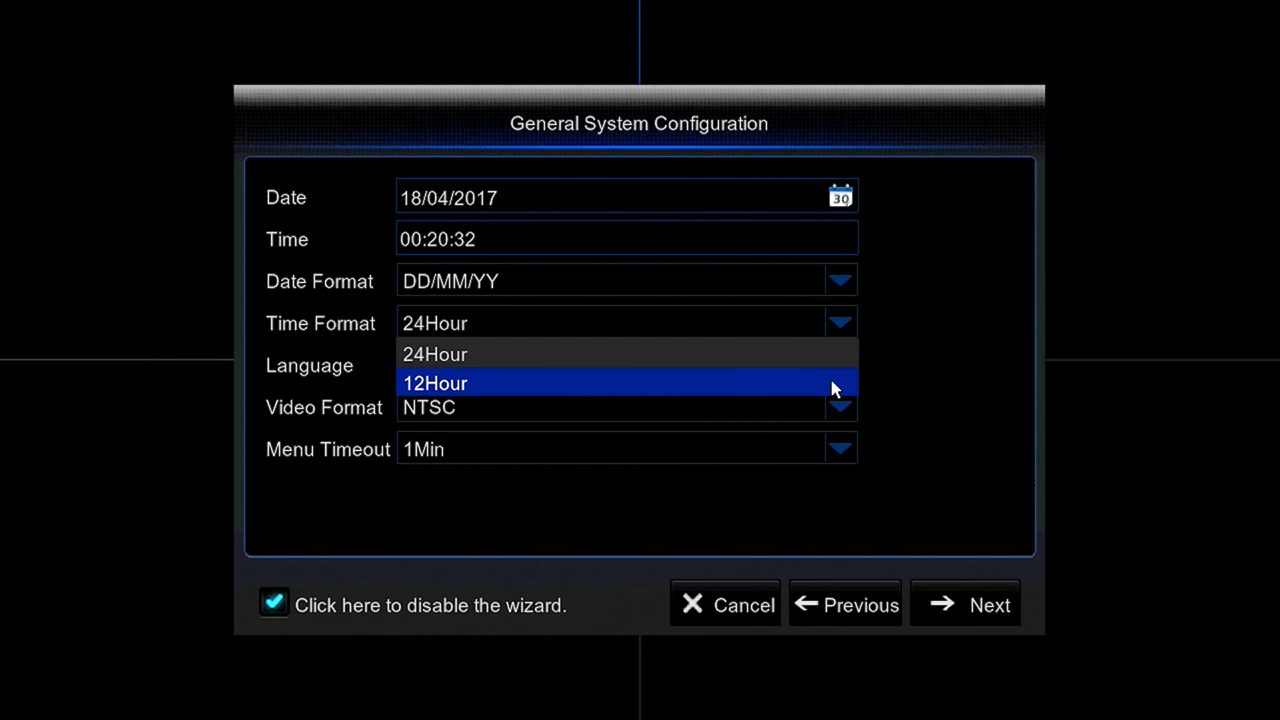 General System Configuration
Date 18/04/2017 30
Time 00:20:32
Date Format DD/MM/YY
Time Format 24Hour
24Hour
Language
12Hour
Video Format NTSC
Menu Timeout 1Min
Click here to disable the wizard. Cancel Previous Next